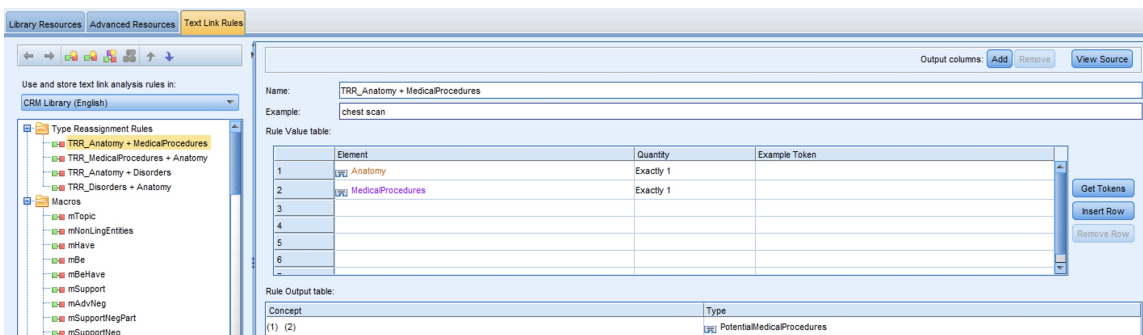 Library Resources Advanced Resources Text Link Rules
Output columns: Add Remove View Source
Use and store text link analysis rules in:
CRM Library (English)
Type Reassignment Rules
TRR_Anatomy + MedicalProcedures
TRR_MedicalProcedures + Anatomy
TRR_Anatomy + Disorders
TRR_Disorders + Anatomy
Macros
mTopic
mNonLingEntities
mHave
mBe
mBeHave
mSupport
mAdvNeg
mSupportNegPart
mSupportNeg
Name: TRR_Anatomy + MedicalProcedures
Example: chest scan
Rule Value table:
Element Quantity Example Token
1 Anatomy Exactly 1
2 MedicalProcedures Exactly 1
3
4
5
6
Get Tokens
Insert Row
Remove Row
Rule Output table:
Concept Type
(1) (2) PotentialMedicalProcedures